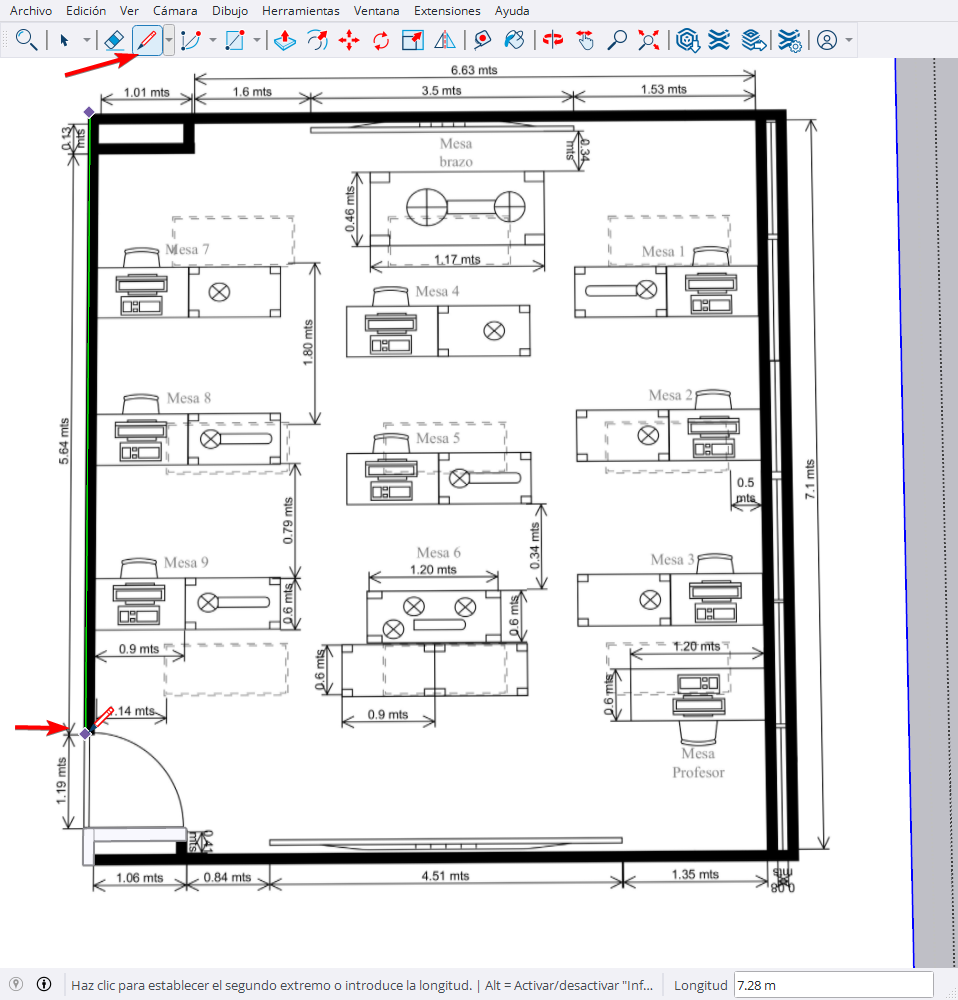 Archivo Edición Ver Cámara Dibujo Herramientas Ventana Extensiones Ayuda
6.63 mts
1.01 mts 1.6 mts 3.5 mts 1.53 mts
0.13 mts
Mesa
brazo
0.34 mts
0.46 mts
1.17 mts
Mesa 7
Mesa 1
Mesa 4
1.80 mts
Mesa 8
Mesa 2
Mesa 5
5.64 mts
7.1 mts
0.5
mts
0.79 mts
0.34 mts
Mesa 9
Mesa 6
Mesa 3
1.20 mts
0.6 mts
0.6 mts
0.9 mts
1.20 mts
0.6 mts
0.6 mts
.14 mts
0.9 mts
Mesa
Profesor
1.19 mts
0.41 mts
1.06 mts 0.84 mts 4.51 mts 1.35 mts
0.08 mts
Haz clic para establecer el segundo extremo o introduce la longitud. | Alt = Activar/desactivar "Inf... Longitud 7.28 m